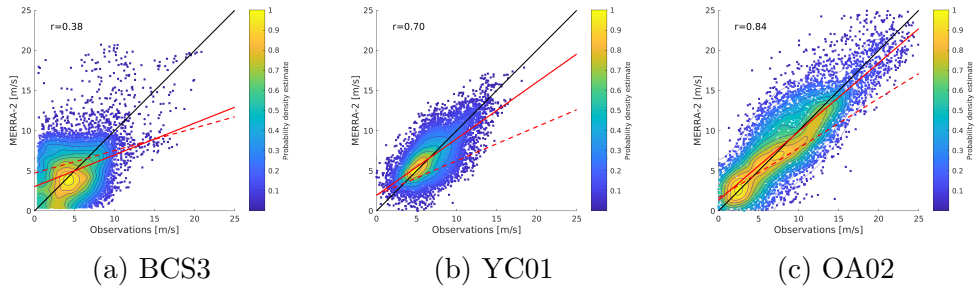 r=0.38
MERRA-2 [m/s]
25
20
15
10
5
0
0 5 10 15 20 25
Observations [m/s]
1
0.9
0.8
0.7
0.6
0.5
0.4
0.3
0.2
0.1
Probability density estimate
(a) BCS3
r=0.70
MERRA-2 [m/s]
25
20
15
10
5
0
0 5 10 15 20 25
Observations [m/s]
1
0.9
0.8
0.7
0.6
0.5
0.4
0.3
0.2
0.1
Probability density estimate
(b) YC01
r=0.84
MERRA-2 [m/s]
25
20
15
10
5
0
0 5 10 15 20 25
Observations [m/s]
1
0.9
0.8
0.7
0.6
0.5
0.4
0.3
0.2
0.1
Probability density estimate
(c) OA02